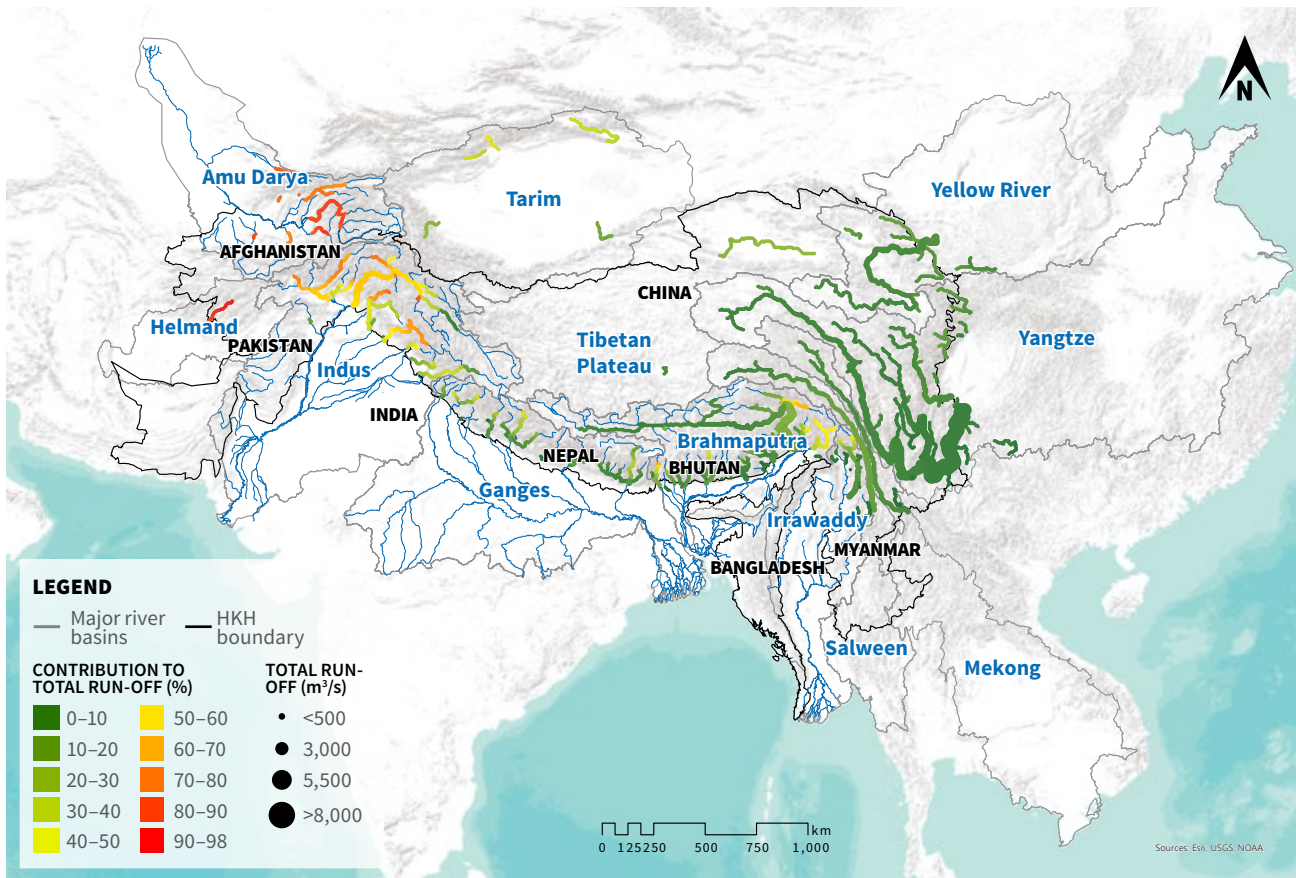 N
Amu Darya
Tarim
Yellow River
AFGHANISTAN
CHINA
Helmand
PAKISTAN
Indus
Tibetan
Plateau
Yangtze
INDIA
Brahmaputra
NEPAL
BHUTAN
Ganges
Irrawaddy
MYANMAR
BANGLADESH
Salween
Mekong
LEGEND
Major river
basins
HKH
boundary
CONTRIBUTION TO
TOTAL RUN-OFF (%)
0–10
10–20
20–30
30–40
40–50
50–60
60–70
70–80
80–90
90–98
TOTAL RUN-
OFF (m³/s)
<500
3,000
5,500
>8,000
km
0 125 250 500 750 1,000
Sources: Esri, USGS, NOAA